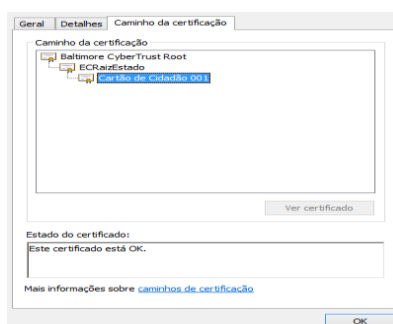 Geral Detalhes Caminho da certificação
Caminho da certificação
Baltimore CyberTrust Root
ECRaizEstado
Cartão de Cidadão 001
Ver certificado
Estado do certificado:
Este certificado está OK.
Mais informações sobre caminhos de certificação
OK